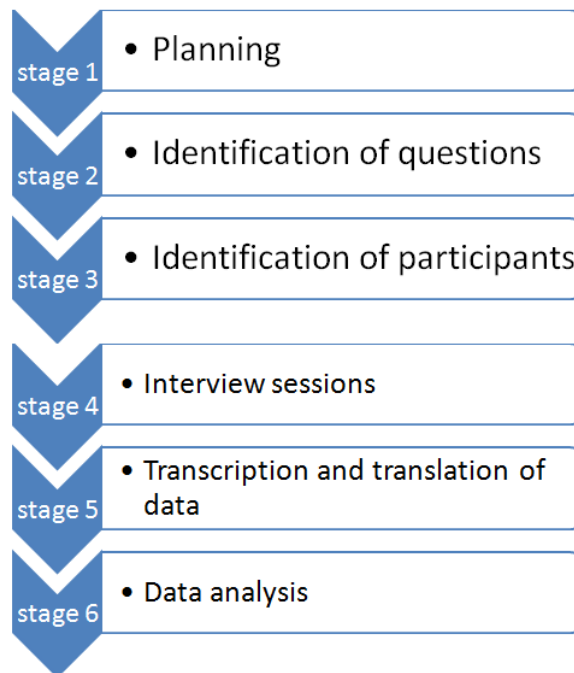 stage 1
• Planning
stage 2
• Identification of questions
stage 3
• Identification of participants
stage 4
• Interview sessions
stage 5
• Transcription and translation of
data
stage 6
• Data analysis